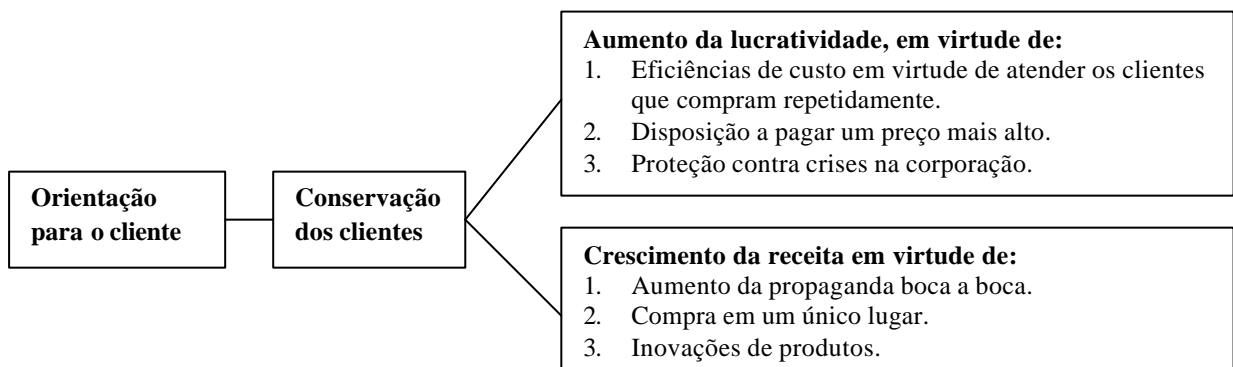 Aumento da lucratividade, em virtude de:
1. Eficiências de custo em virtude de atender os clientes
que compram repetidamente.
2. Disposição a pagar um preço mais alto.
3. Proteção contra crises na corporação.
Orientação
para o cliente
Conservação
dos clientes
Crescimento da receita em virtude de:
1. Aumento da propaganda boca a boca.
2. Compra em um único lugar.
3. Inovações de produtos.